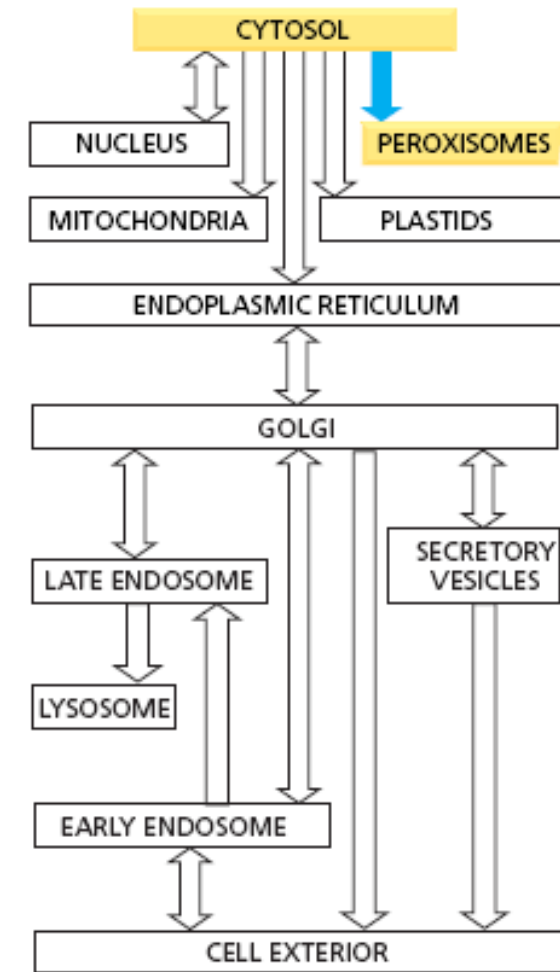 CYTOSOL
NUCLEUS
PEROXISOMES
MITOCHONDRIA
PLASTIDS
ENDOPLASMIC RETICULUM
GOLGI
LATE ENDOSOME
SECRETORY
VESICLES
LYSOSOME
EARLY ENDOSOME
CELL EXTERIOR